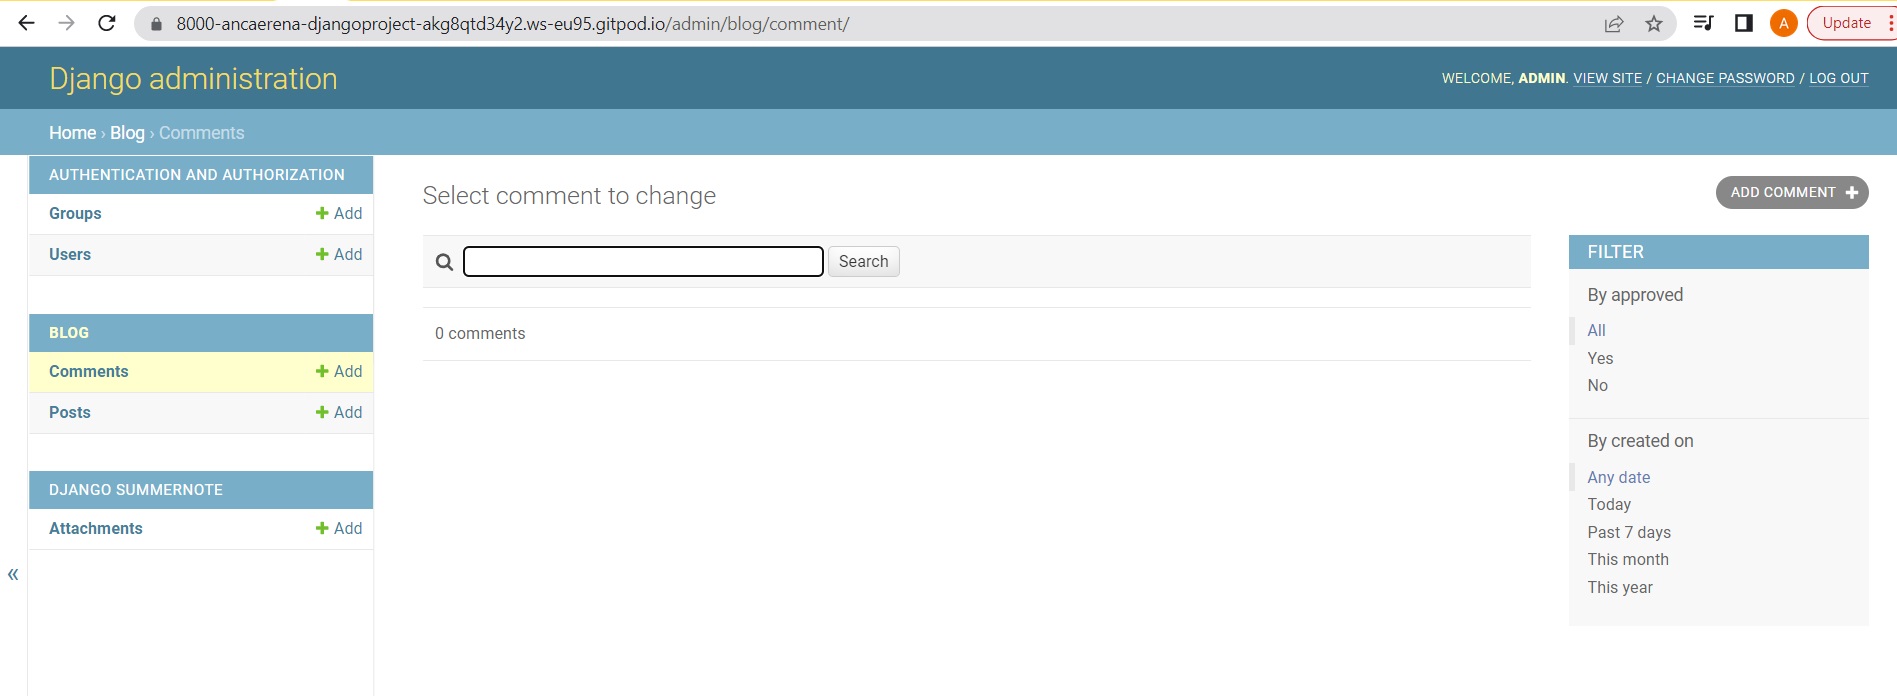 8000-ancaerena-djangoproject-akg8qtd34y2.ws-eu95.gitpod.io/admin/blog/comment/
A
Update
Django administration
WELCOME, ADMIN. VIEW SITE / CHANGE PASSWORD / LOG OUT
Home › Blog › Comments
AUTHENTICATION AND AUTHORIZATION
Groups + Add
Users + Add
BLOG
Comments + Add
Posts + Add
DJANGO SUMMERNOTE
Attachments + Add
«
Select comment to change
ADD COMMENT +
Search
0 comments
FILTER
By approved
All
Yes
No
By created on
Any date
Today
Past 7 days
This month
This year